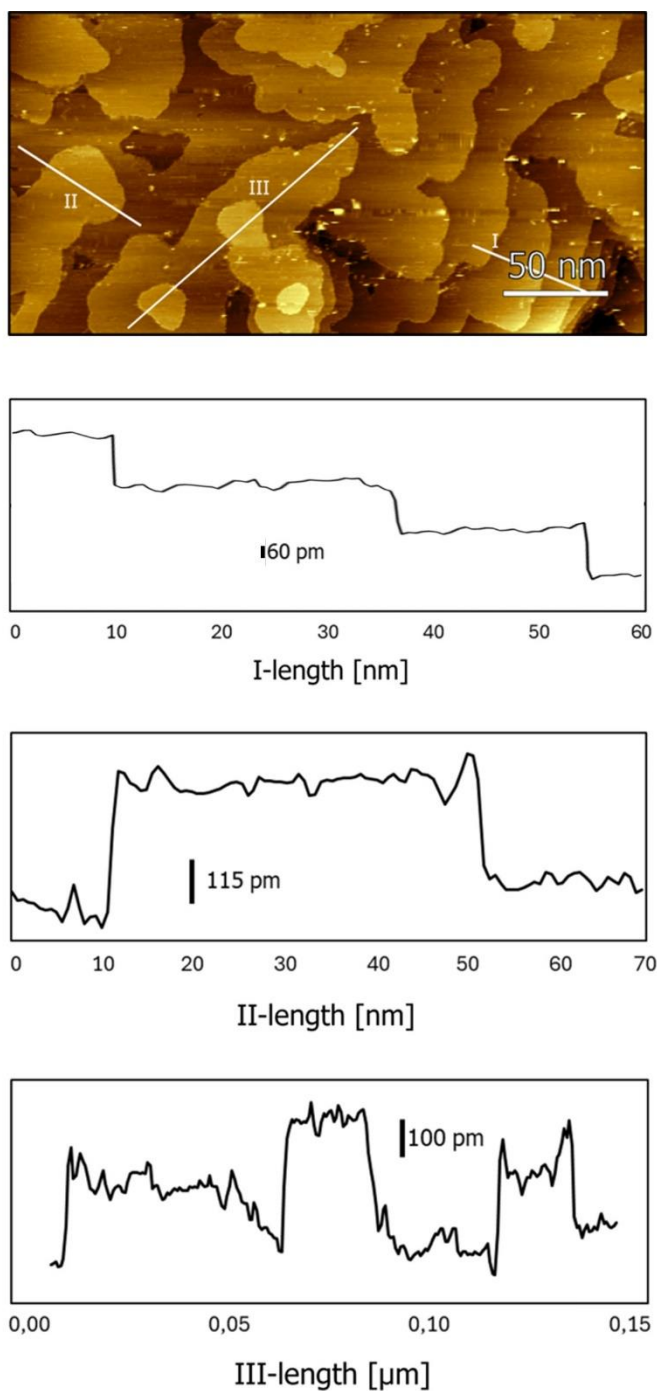 II
III
I
50 nm
60 pm
0 10 20 30 40 50 60
I-length [nm]
115 pm
0 10 20 30 40 50 60 70
II-length [nm]
100 pm
0,00 0,05 0,10 0,15
III-length [µm]